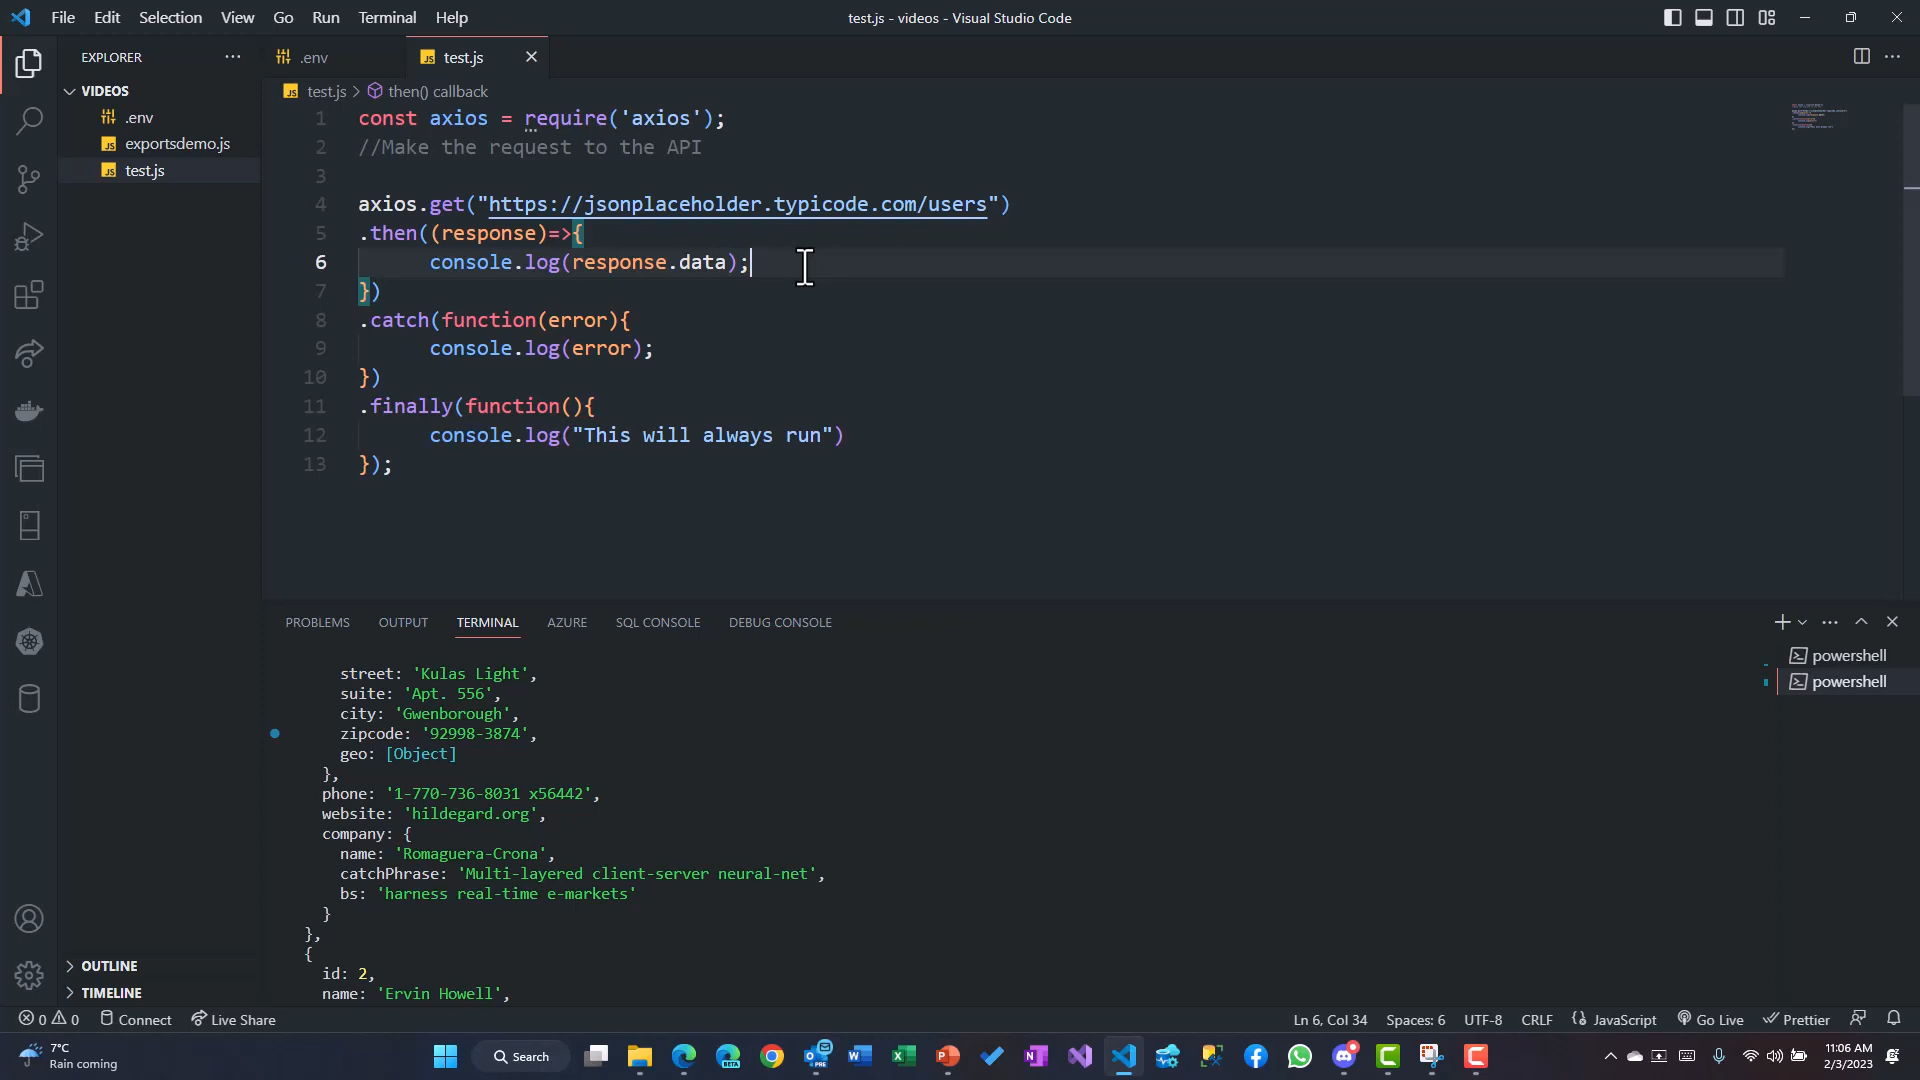 File Edit Selection View Go Run Terminal Help
test.js - videos - Visual Studio Code
EXPLORER
VIDEOS
.env
exportsdemo.js
test.js
OUTLINE
TIMELINE
.env
test.js
test.js > then() callback
1 const axios = require('axios');
2 //Make the request to the API
3
4 axios.get("https://jsonplaceholder.typicode.com/users")
5 .then((response)=>{
6 console.log(response.data);
7 })
8 .catch(function(error){
9 console.log(error);
10 })
11 .finally(function(){
12 console.log("This will always run")
13 });
PROBLEMS OUTPUT TERMINAL AZURE SQL CONSOLE DEBUG CONSOLE
street: 'Kulas Light',
suite: 'Apt. 556',
city: 'Gwenborough',
zipcode: '92998-3874',
geo: [Object]
},
phone: '1-770-736-8031 x56442',
website: 'hildegard.org',
company: {
name: 'Romaguera-Crona',
catchPhrase: 'Multi-layered client-server neural-net',
bs: 'harness real-time e-markets'
}
},
{
id: 2,
name: 'Ervin Howell',
powershell
powershell
0 0 Connect Live Share
Ln 6, Col 34 Spaces: 6 UTF-8 CRLF JavaScript Go Live Prettier
7°C
Rain coming
Search
11:06 AM
2/3/2023